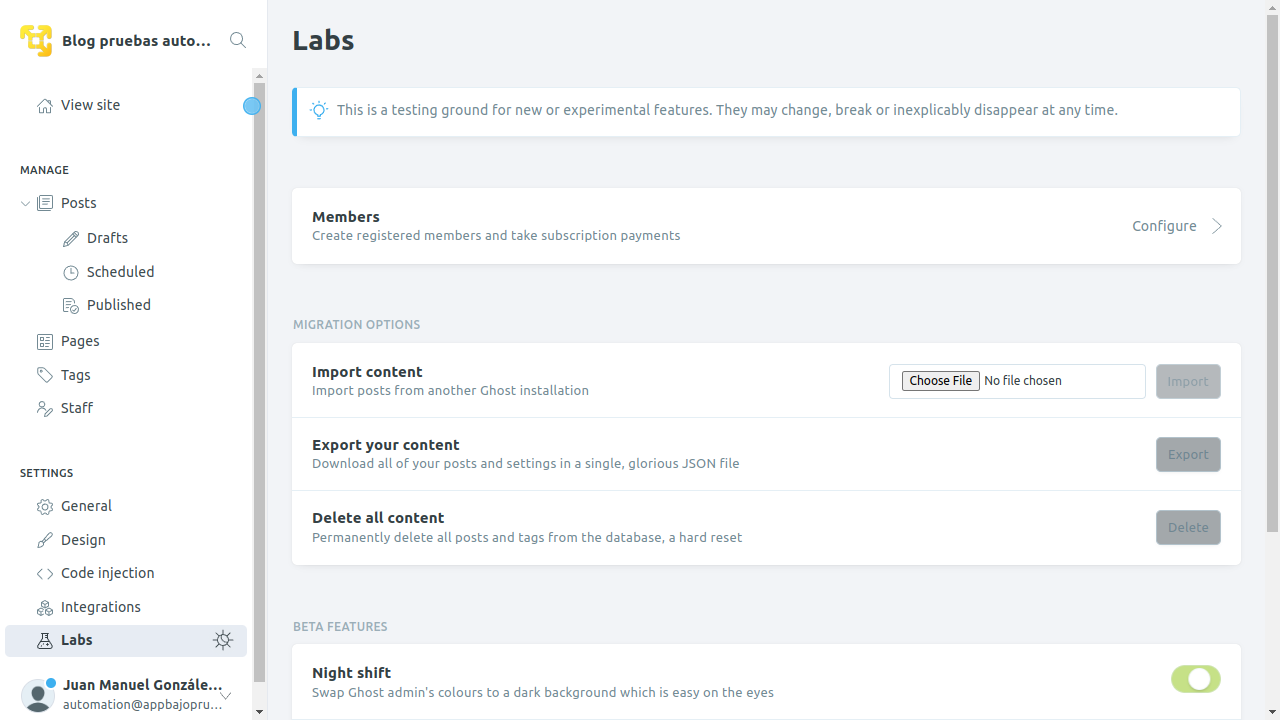 Blog pruebas auto...
View site
MANAGE
Posts
Drafts
Scheduled
Published
Pages
Tags
Staff
SETTINGS
General
Design
Code injection
Integrations
Labs
Juan Manuel Gonzále...
automation@appbajopru...
Labs
This is a testing ground for new or experimental features. They may change, break or inexplicably disappear at any time.
Members
Create registered members and take subscription payments
Configure
MIGRATION OPTIONS
Import content
Import posts from another Ghost installation
Choose File No file chosen
Import
Export your content
Download all of your posts and settings in a single, glorious JSON file
Export
Delete all content
Permanently delete all posts and tags from the database, a hard reset
Delete
BETA FEATURES
Night shift
Swap Ghost admin's colours to a dark background which is easy on the eyes